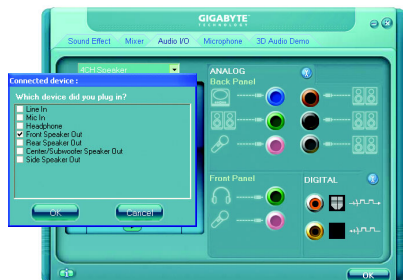 GIGABYTE
TECHNOLOGY
Sound Effect Mixer Audio I/O Microphone 3D Audio Demo
4CH Speaker
ANALOG
Back Panel
Connected device :
Which device did you plug in?
Line In
Mic In
Headphone
Front Speaker Out
Rear Speaker Out
Center/Subwoofer Speaker Out
Side Speaker Out
OK Cancel
Front Panel
DIGITAL
OK